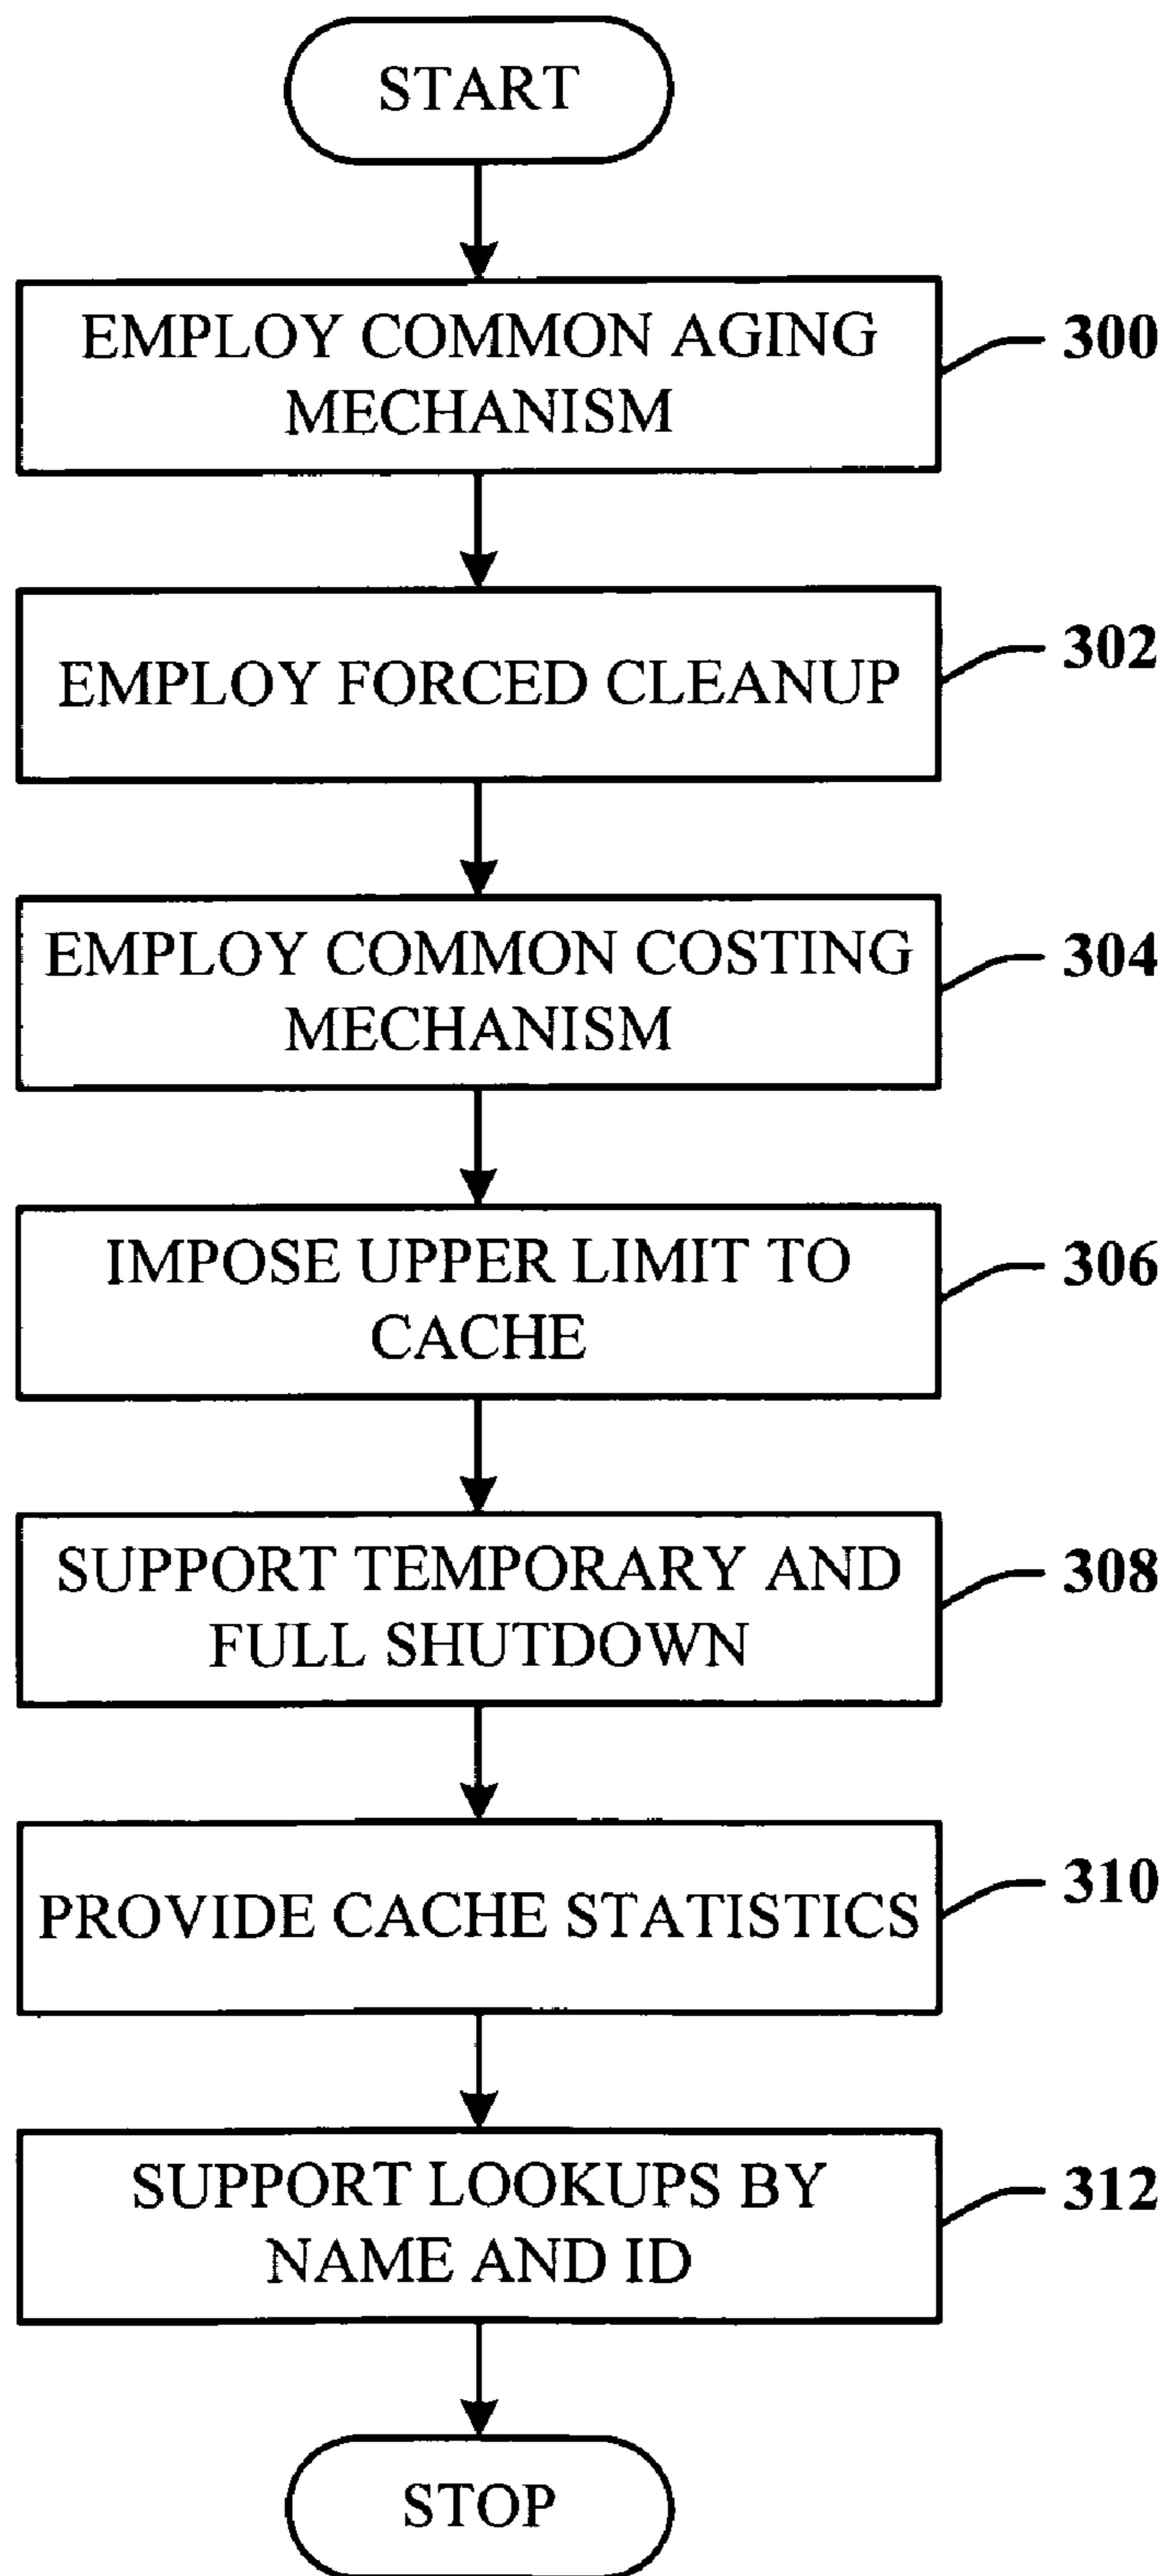 START
EMPLOY COMMON AGING
MECHANISM
300
EMPLOY FORCED CLEANUP
302
EMPLOY COMMON COSTING
MECHANISM
304
IMPOSE UPPER LIMIT TO
CACHE
306
SUPPORT TEMPORARY AND
FULL SHUTDOWN
308
PROVIDE CACHE STATISTICS
310
SUPPORT LOOKUPS BY
NAME AND ID
312
STOP